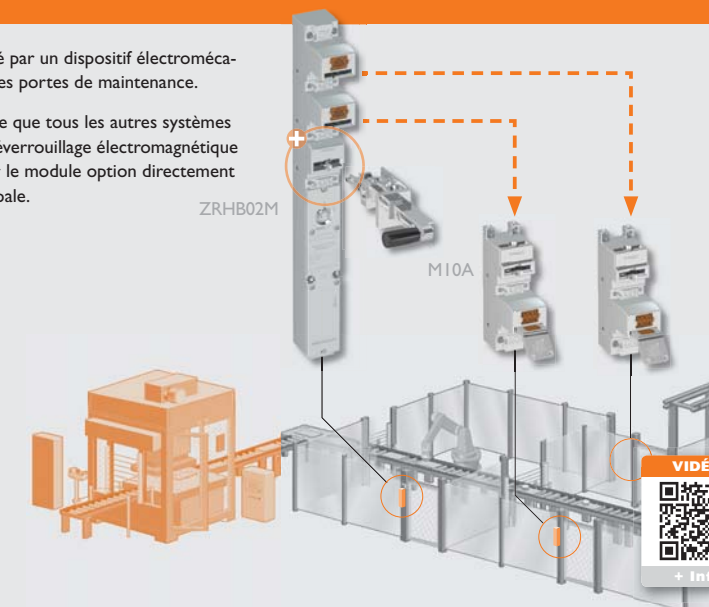 é par un dispositif électroméca-
es portes de maintenance.
e que tous les autres systèmes
éverrouillage électromagnétique
r le module option directement
pale.
ZRHB02M
M10A
VIDÉ
+ Inf